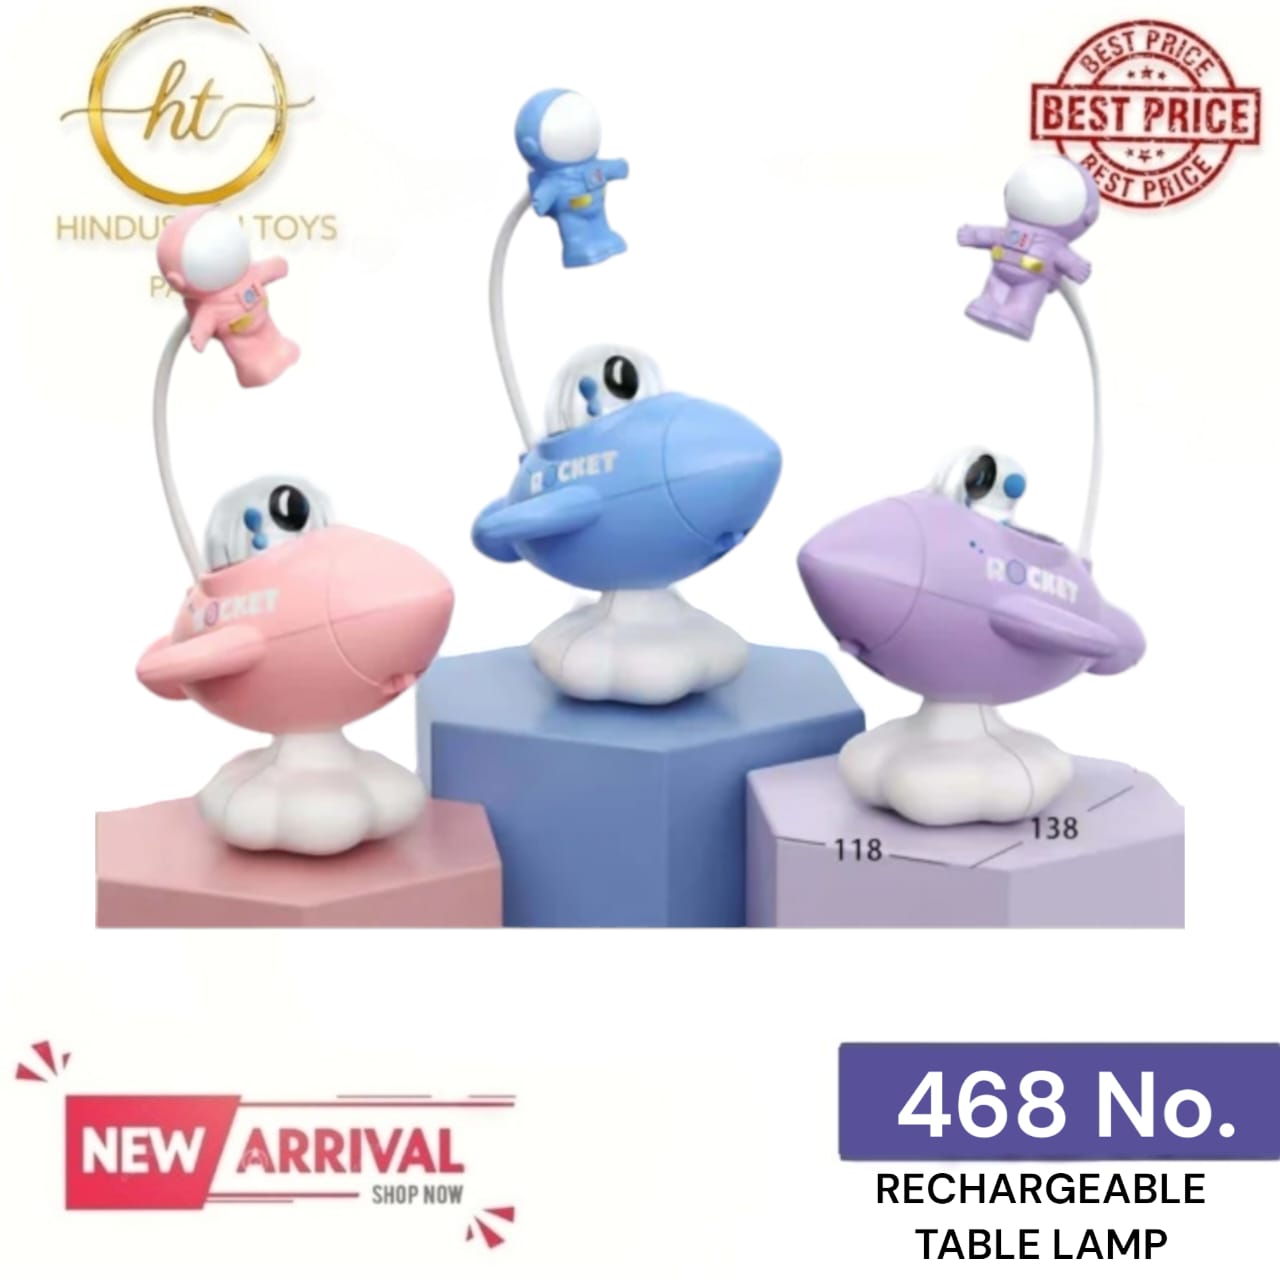 ht
HINDUS
TOYS
BEST PRICE
BEST PRICE
BEST PRICE
ROCKET
ROCKET
ROCKET
118
138
NEW ARRIVAL
SHOP NOW
468 No.
RECHARGEABLE
TABLE LAMP